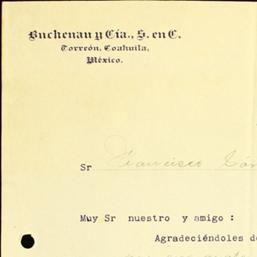 Buchenau y Cía., S. en C.
Torreón, Coahuila,
México.
Sr Francisco
Muy Sr nuestro y amigo :
Agradeciéndoles